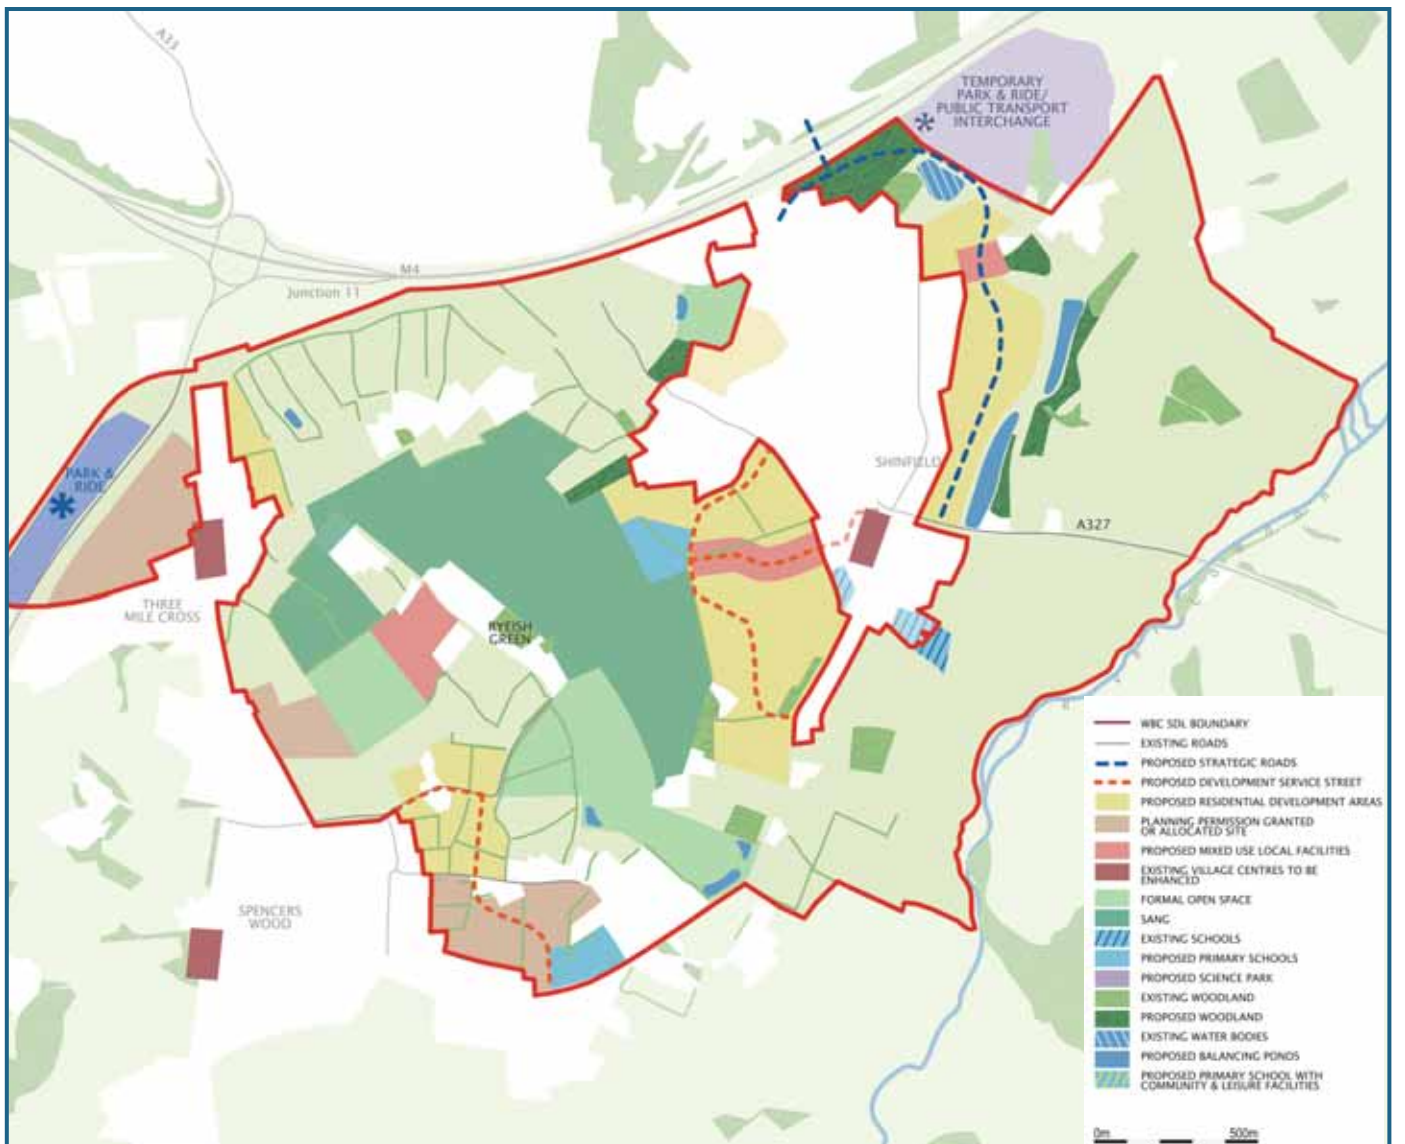 A33
TEMPORARY
PARK & RIDE/
PUBLIC TRANSPORT
INTERCHANGE
*
M4
Junction 11
PARK &
RIDE
*
SHINFIELD
A327
THREE
MILE CROSS
RYEISH
GREEN
SPENCERS
WOOD
WBC SDL BOUNDARY
EXISTING ROADS
PROPOSED STRATEGIC ROADS
PROPOSED DEVELOPMENT SERVICE STREET
PROPOSED RESIDENTIAL DEVELOPMENT AREAS
PLANNING PERMISSION GRANTED
OR ALLOCATED SITE
PROPOSED MIXED USE LOCAL FACILITIES
EXISTING VILLAGE CENTRES TO BE
ENHANCED
FORMAL OPEN SPACE
SANG
EXISTING SCHOOLS
PROPOSED PRIMARY SCHOOLS
PROPOSED SCIENCE PARK
EXISTING WOODLAND
PROPOSED WOODLAND
EXISTING WATER BODIES
PROPOSED BALANCING PONDS
PROPOSED PRIMARY SCHOOL WITH
COMMUNITY & LEISURE FACILITIES
0m 500m